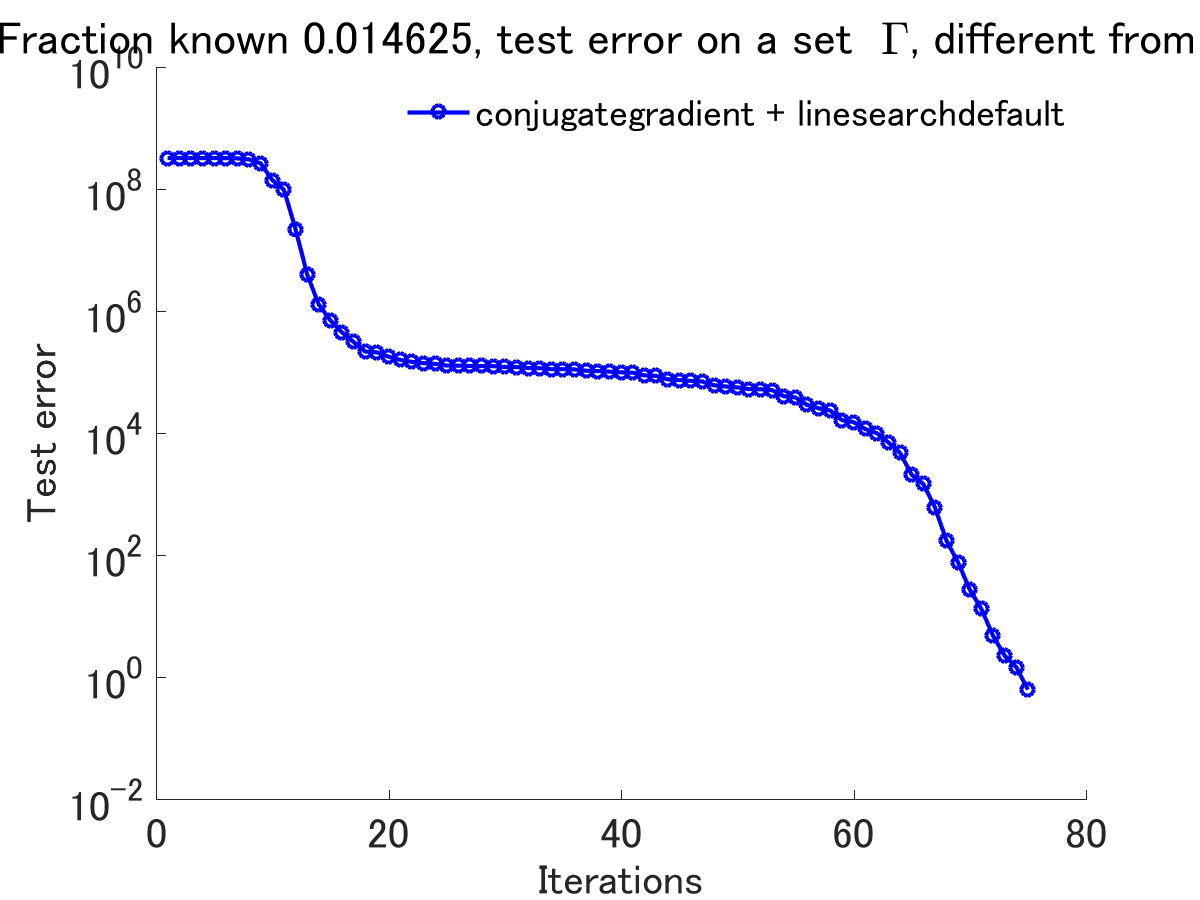 Fraction known 0.014625, test error on a set Γ, different from
conjugategradient + linesearchdefault
Test error
10^10
10^8
10^6
10^4
10^2
10^0
10^−2
0 20 40 60 80
Iterations